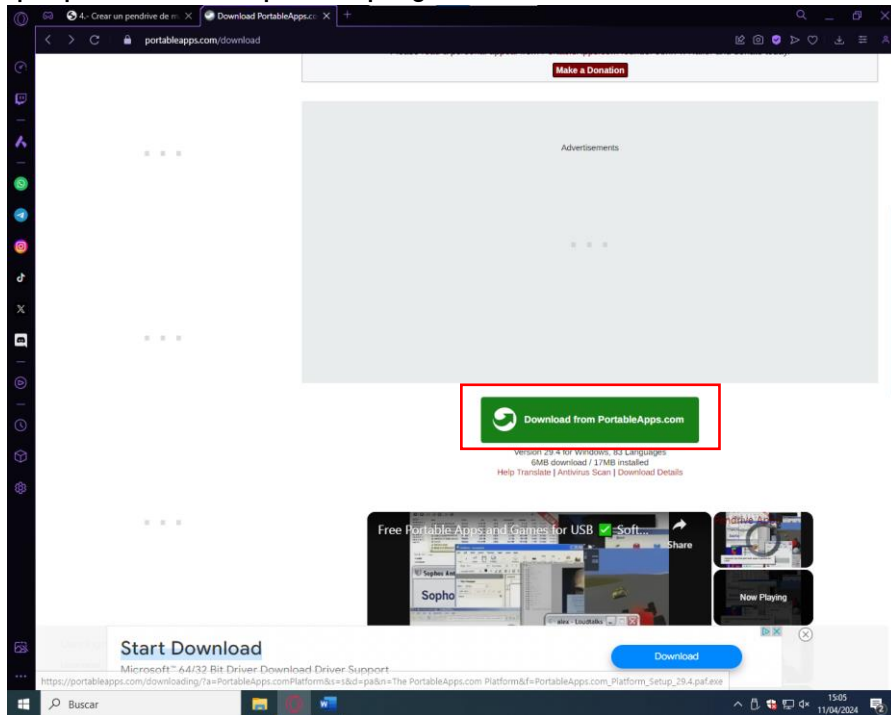 4.- Crear un pendrive de m
Download PortableApps.co
portableapps.com/download
Make a Donation
Advertisements
Download from PortableApps.com
Version 29.4 for Windows, 83 Languages
6MB download / 17MB installed
Help Translate | Antivirus Scan | Download Details
Free Portable Apps and Games for USB ✅ Soft...
Share
Sophos
Sopho
Now Playing
Start Download
Microsoft™ 64/32 Bit Driver Download Driver Support
Download
https://portableapps.com/downloading/?a=PortableApps.comPlatform&s=s&d=pa&n=The PortableApps.com Platform&f=PortableApps.com_Platform_Setup_29.4.paf.exe
Buscar
15:05
11/04/2024